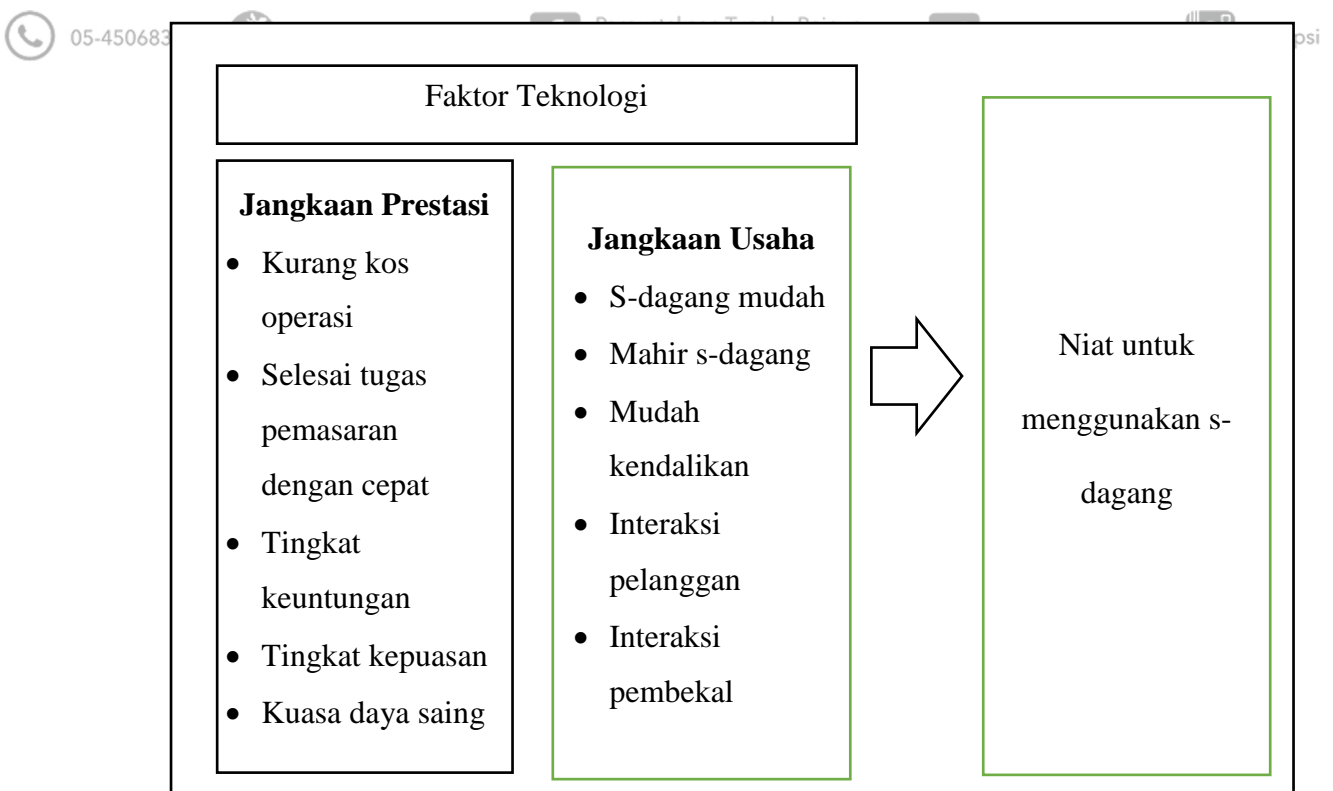 05-450683
psi
Faktor Teknologi
Jangkaan Prestasi
• Kurang kos
operasi
• Selesai tugas
pemasaran
dengan cepat
• Tingkat
keuntungan
• Tingkat kepuasan
• Kuasa daya saing
Jangkaan Usaha
• S-dagang mudah
• Mahir s-dagang
• Mudah
kendalikan
• Interaksi
pelanggan
• Interaksi
pembekal
Niat untuk
menggunakan s-
dagang